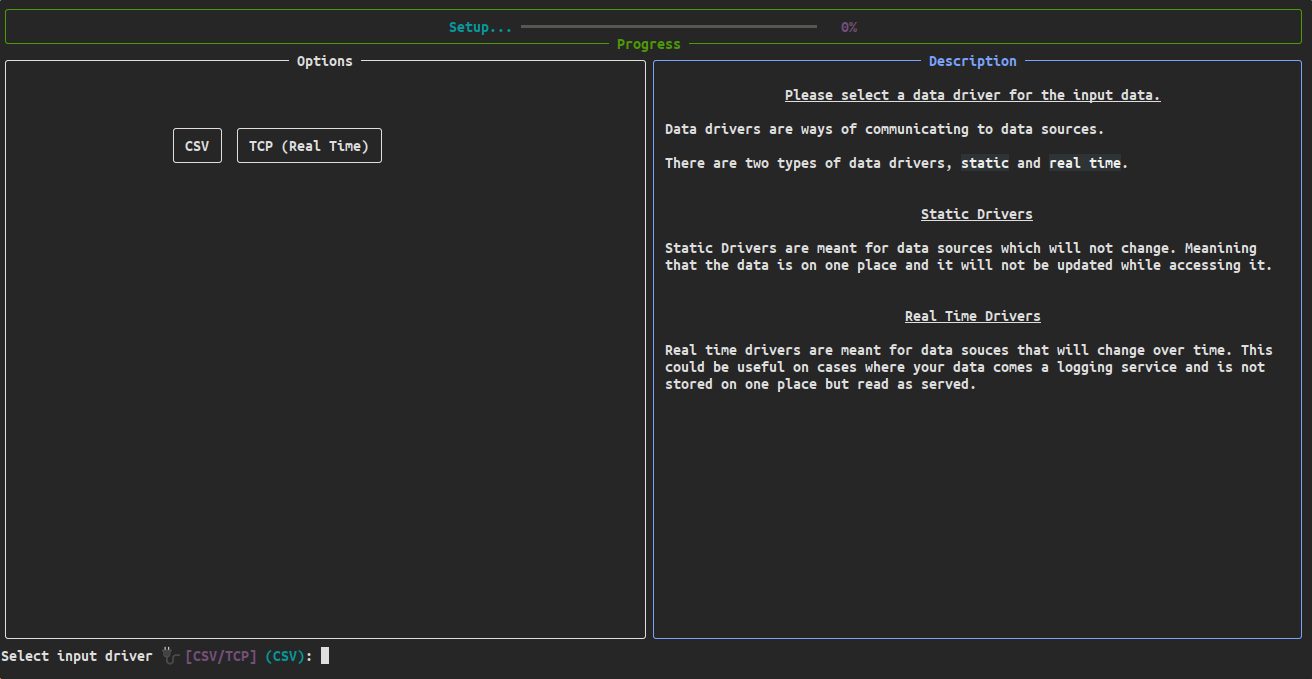 Setup... 0%
Progress
Options
CSV
TCP (Real Time)
Description
Please select a data driver for the input data.
Data drivers are ways of communicating to data sources.
There are two types of data drivers, static and real time.
Static Drivers
Static Drivers are meant for data sources which will not change. Meanining
that the data is on one place and it will not be updated while accessing it.
Real Time Drivers
Real time drivers are meant for data souces that will change over time. This
could be useful on cases where your data comes a logging service and is not
stored on one place but read as served.
Select input driver 🔌 [CSV/TCP] (CSV):